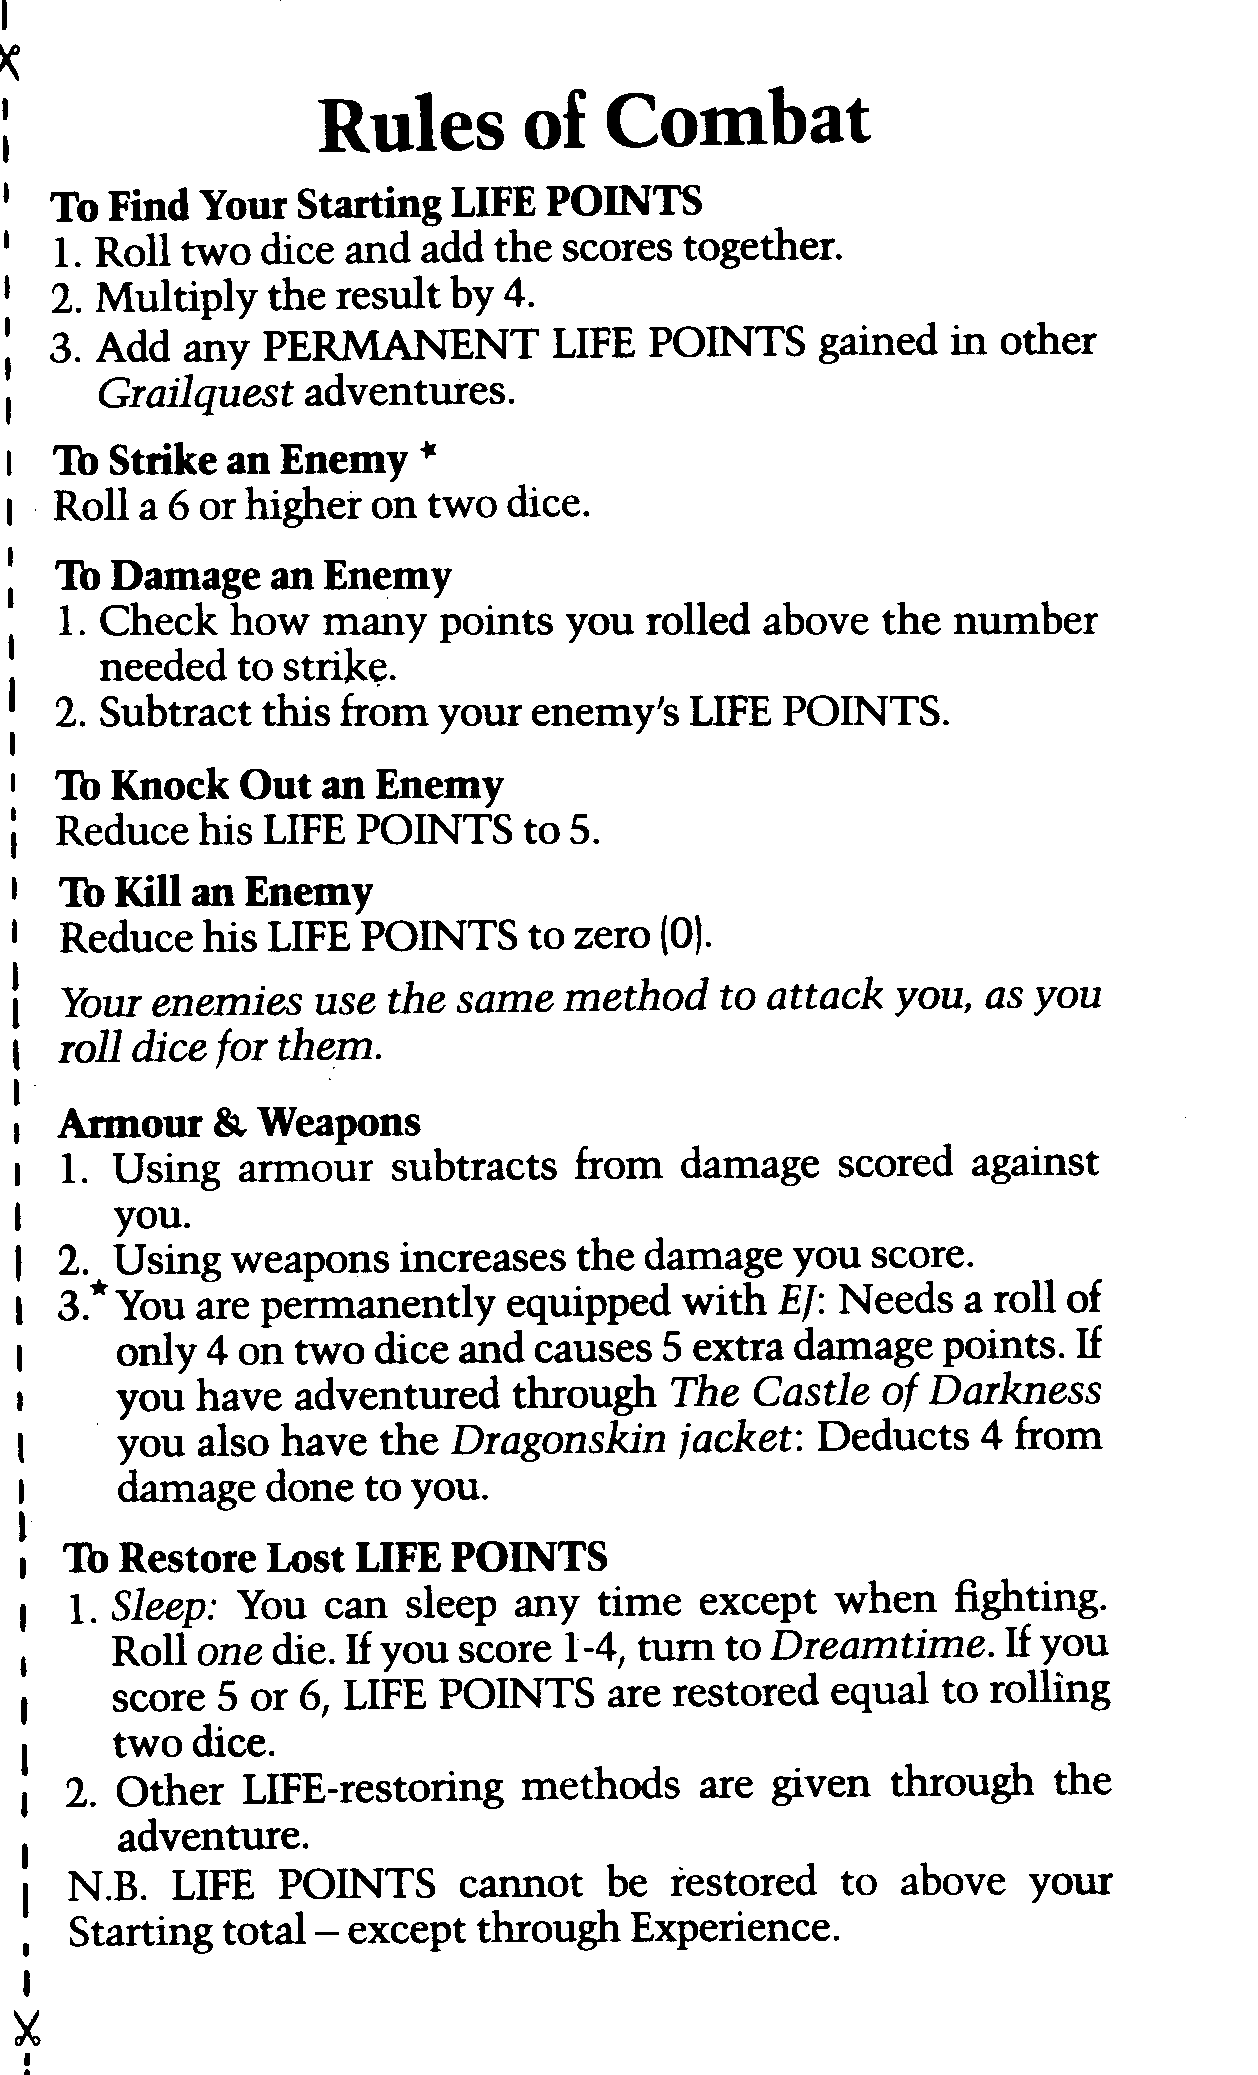 Rules of Combat
To Find Your Starting LIFE POINTS
1. Roll two dice and add the scores together.
2. Multiply the result by 4.
3. Add any PERMANENT LIFE POINTS gained in other
Grailquest adventures.
To Strike an Enemy *
Roll a 6 or higher on two dice.
To Damage an Enemy
1. Check how many points you rolled above the number
needed to strike.
2. Subtract this from your enemy's LIFE POINTS.
To Knock Out an Enemy
Reduce his LIFE POINTS to 5.
To Kill an Enemy
Reduce his LIFE POINTS to zero (0).
Your enemies use the same method to attack you, as you
roll dice for them.
Armour & Weapons
1. Using armour subtracts from damage scored against
you.
2. Using weapons increases the damage you score.
3.* You are permanently equipped with EJ: Needs a roll of
only 4 on two dice and causes 5 extra damage points. If
you have adventured through The Castle of Darkness
you also have the Dragonskin jacket: Deducts 4 from
damage done to you.
To Restore Lost LIFE POINTS
1. Sleep: You can sleep any time except when fighting.
Roll one die. If you score 1-4, turn to Dreamtime. If you
score 5 or 6, LIFE POINTS are restored equal to rolling
two dice.
2. Other LIFE-restoring methods are given through the
adventure.
N.B. LIFE POINTS cannot be restored to above your
Starting total – except through Experience.